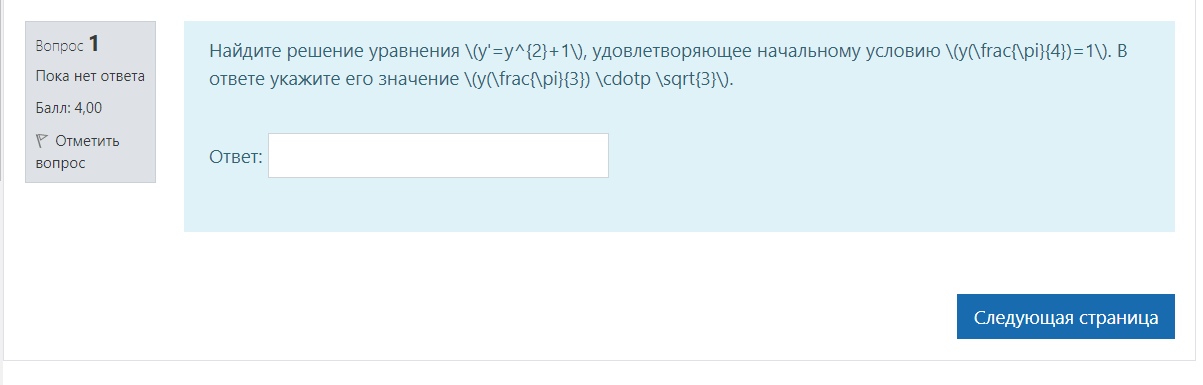 Вопрос 1
Пока нет ответа
Балл: 4,00
Отметить
вопрос
Найдите решение уравнения \(y'=y^{2}+1\), удовлетворяющее начальному условию \(y(\frac{\pi}{4})=1\). В
ответе укажите его значение \(y(\frac{\pi}{3}) \cdotp \sqrt{3}\).
Ответ:
Следующая страница